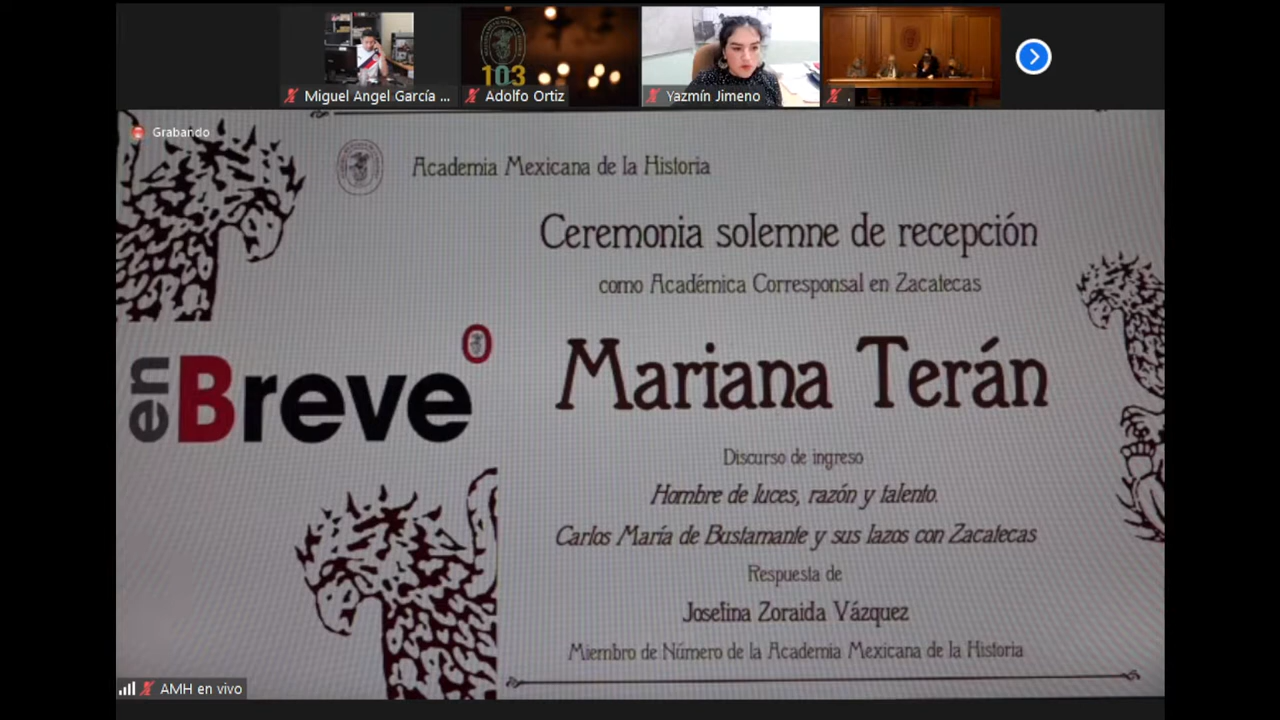 Miguel Angel García ...
103
Adolfo Ortiz
Yazmín Jimeno
.
Grabando
Academia Mexicana de la Historia
Ceremonia solemne de recepción
como Académica Corresponsal en Zacatecas
en Breve
Mariana Terán
Discurso de ingreso
Hombre de luces, razón y talento.
Carlos María de Bustamante y sus lazos con Zacatecas
Respuesta de
Josefina Zoraida Vázquez
Miembro de Número de la Academia Mexicana de la Historia
AMH en vivo